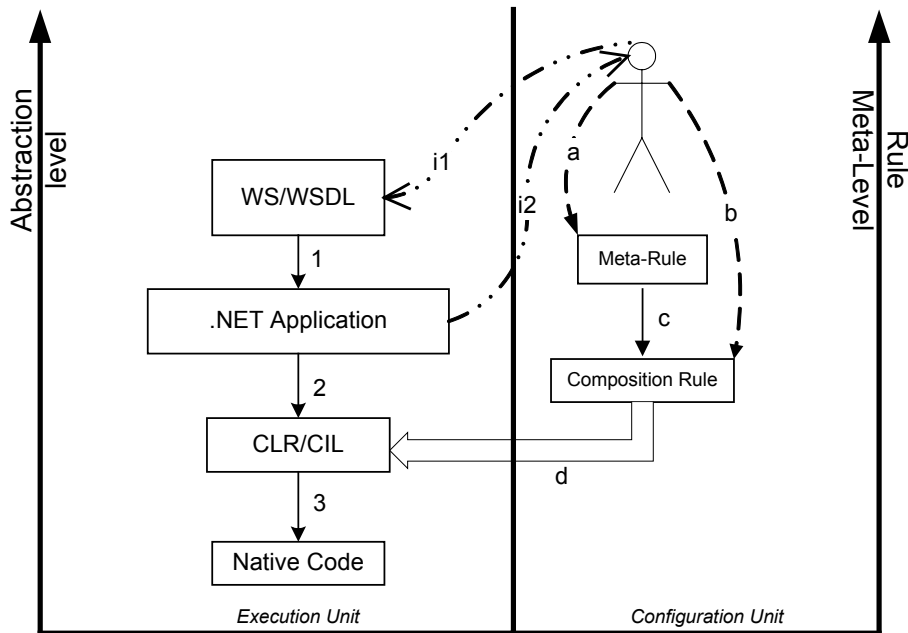 Abstraction
level
Rule
Meta-Level
i1
a
WS/WSDL
i2
b
1
Meta-Rule
.NET Application
c
2
Composition Rule
CLR/CIL
d
3
Native Code
Execution Unit
Configuration Unit